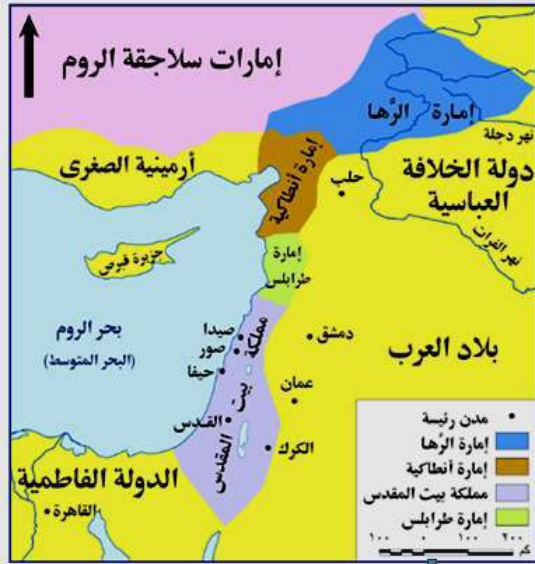 إمارات سلاجقة الروم
إمارة الرُّها
نهر دجلة
أرمينية الصغرى
إمارة أنطاكية
حلب
دولة الخلافة
العباسية
نهر الفرات
جزيرة قبرص
إمارة
طرابلس
بحر الروم
(البحر المتوسط)
صيدا
صور
حيفا
مملكة بيت المقدس
دمشق
بلاد العرب
عمان
القدس
الكرك
الدولة الفاطمية
القاهرة
مدن رئيسة
إمارة الرُّها
إمارة أنطاكية
مملكة بيت المقدس
إمارة طرابلس
١٠٠ ٠ ١٠٠ ٢٠٠
كم